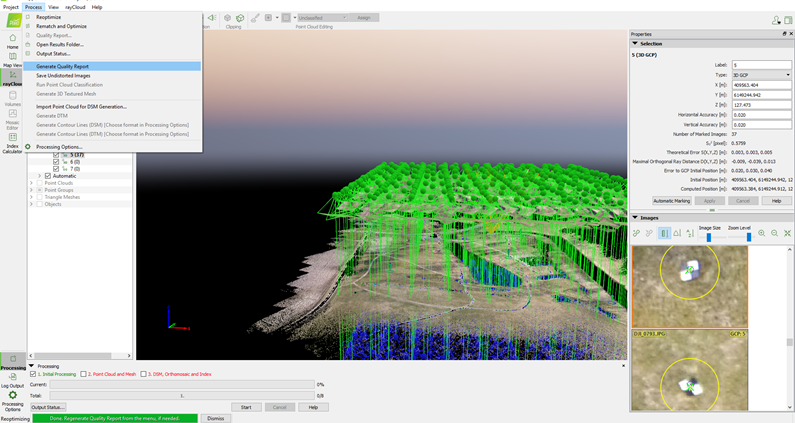 Project Process View rayCloud Help
Reoptimize
Rematch and Optimize
Quality Report...
Open Results Folder...
Output Status...
Generate Quality Report
Save Undistorted Images
Run Point Cloud Classification
Generate 3D Textured Mesh
Import Point Cloud for DSM Generation...
Generate DTM
Generate Contour Lines (DSM) [Choose format in Processing Options]
Generate Contour Lines (DTM) [Choose format in Processing Options]
Processing Options...
Clipping
Unclassified Assign
Point Cloud Editing
Home
Map View
rayCloud
Volumes
Mosaic Editor
Index Calculator
5 (37)
6 (0)
7 (0)
Automatic
Point Clouds
Point Groups
Triangle Meshes
Objects
Properties
Selection
5 (3D GCP)
Label: 5
Type: 3D GCP
X [m]: 409563.404
Y [m]: 6149244.942
Z [m]: 127.473
Horizontal Accuracy [m]: 0.020
Vertical Accuracy [m]: 0.020
Number of Marked Images: 37
S₀² [pixel]: 0.5759
Theoretical Error S(X,Y,Z) [m]: 0.003, 0.003, 0.005
Maximal Orthogonal Ray Distance D(X,Y,Z) [m]: -0.009, -0.039, 0.013
Error to GCP Initial Position [m]: 0.020, 0.030, 0.040
Initial Position [m]: 409563.404, 6149244.942, 12
Computed Position [m]: 409563.384, 6149244.912, 12
Automatic Marking Apply Cancel Help
Images
Image Size Zoom Level
DJI_0793.JPG GCP: 5
Processing
1. Initial Processing 2. Point Cloud and Mesh 3. DSM, Orthomosaic and Index
Current: 0%
Total: 1. 0/8
Output Status... Start Cancel Help
Processing
Log Output
Processing Options
Reoptimizing Done. Regenerate Quality Report from the menu, if needed. Dismiss